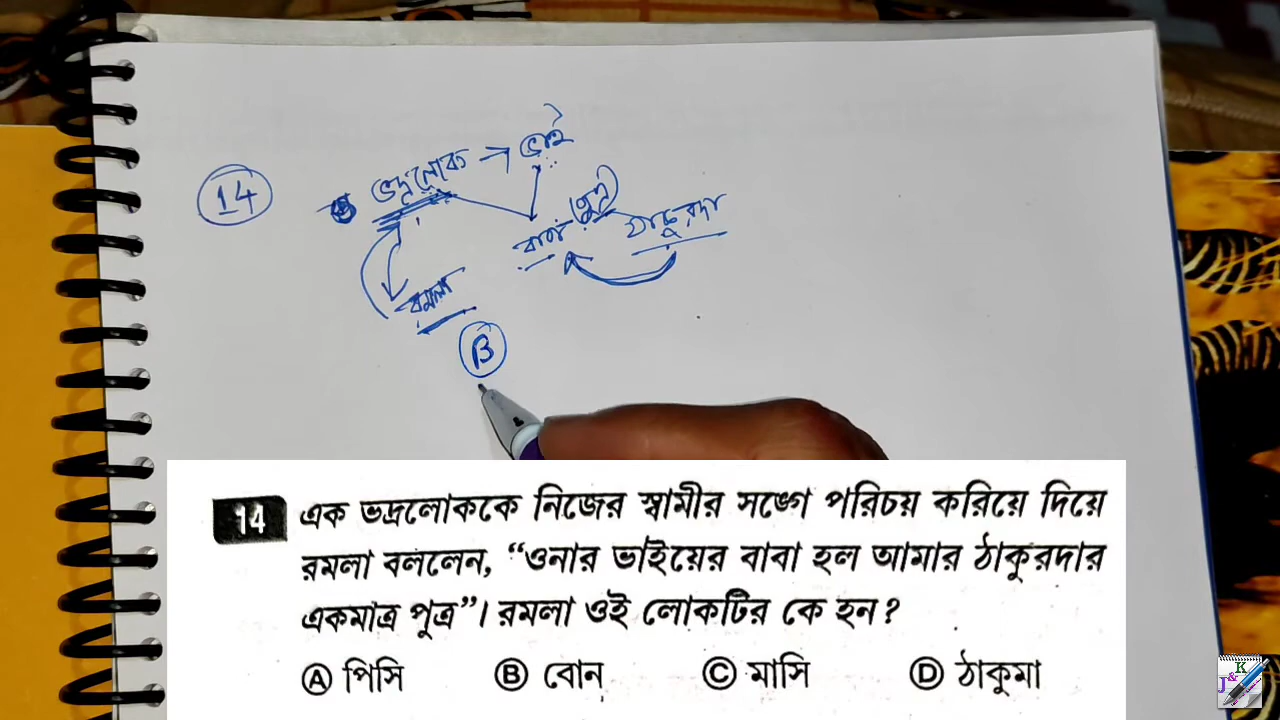 14
ভদ্রলোক → ভাই
বাবা পুত্র ঠাকুরদা
রমলা
B
14 এক ভদ্রলোককে নিজের স্বামীর সঙ্গে পরিচয় করিয়ে দিয়ে
রমলা বললেন, “ওনার ভাইয়ের বাবা হল আমার ঠাকুরদার
একমাত্র পুত্র”। রমলা ওই লোকটির কে হন ?
Ⓐ পিসি Ⓑ বোন Ⓒ মাসি Ⓓ ঠাকুমা
J&K